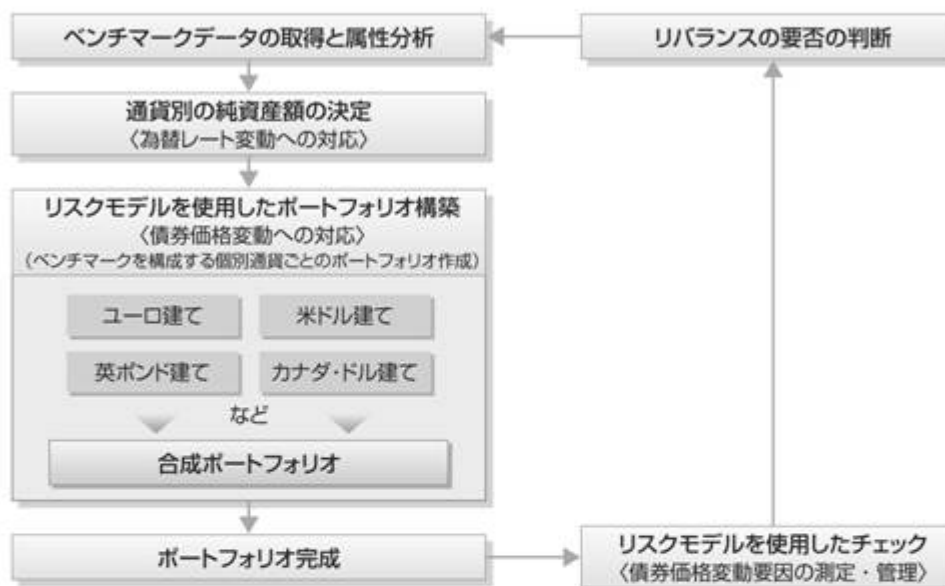 ベンチマークデータの取得と属性分析
リバランスの要否の判断
通貨別の純資産額の決定
〈為替レート変動への対応〉
リスクモデルを使用したポートフォリオ構築
〈債券価格変動への対応〉
(ベンチマークを構成する個別通貨ごとのポートフォリオ作成)
ユーロ建て
米ドル建て
英ポンド建て
カナダ・ドル建て
など
合成ポートフォリオ
ポートフォリオ完成
リスクモデルを使用したチェック
〈債券価格変動要因の測定・管理〉